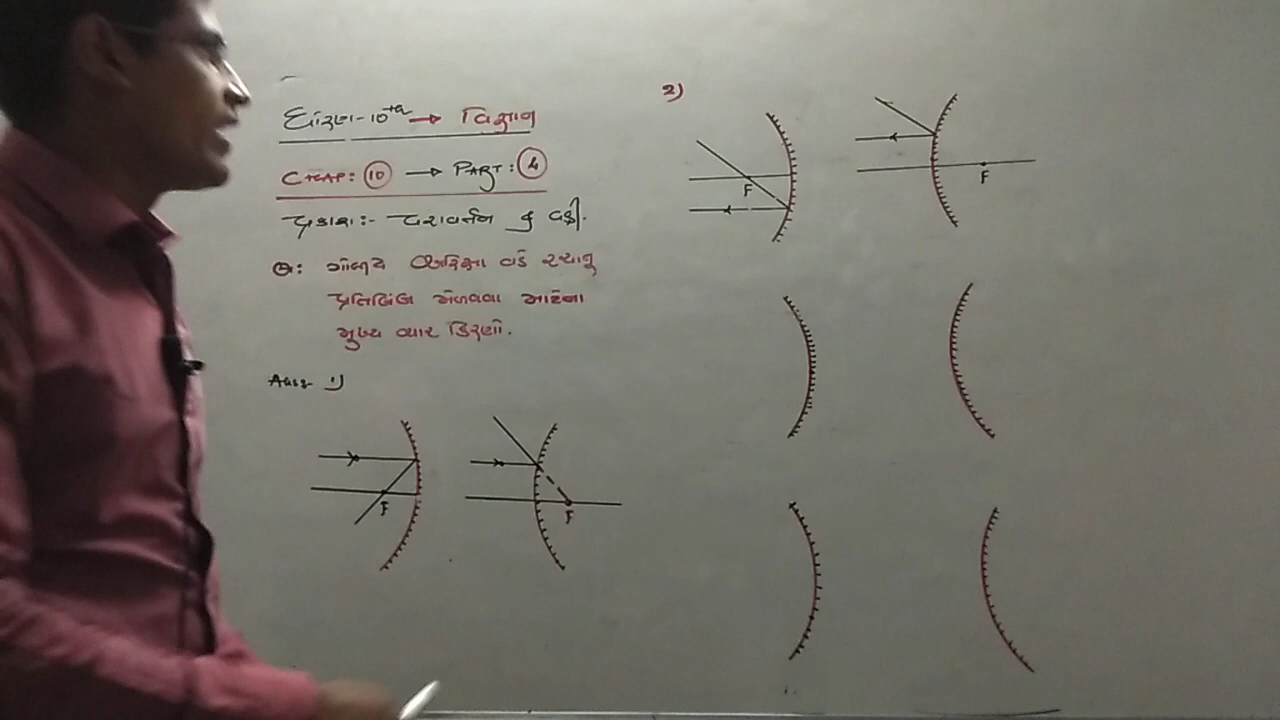 ધોરણ-10th → વિજ્ઞાન
CHAP: 10 → PART: 4
પ્રકાશ:- પરાવર્તન & વક્રી.
Q: ગોળીય અરીસા વડે રચાતુ
પ્રતિબિંબ મેળવવા માટેના
મુખ્ય ચાર કિરણો.
Ans 1)
F
F
2)
F
F